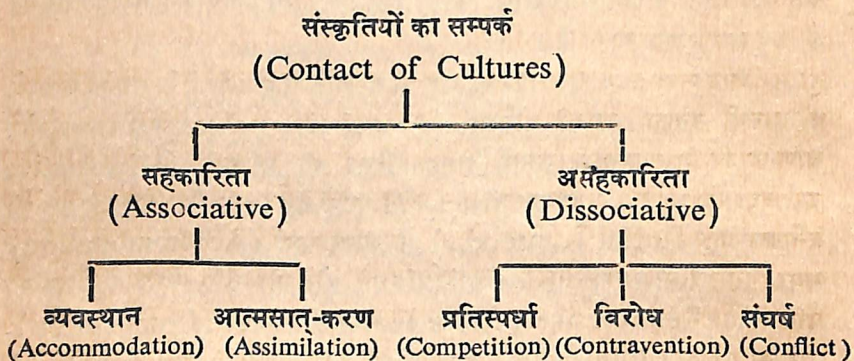 संस्कृतियों का सम्पर्क
(Contact of Cultures)
सहकारिता असहकारिता
(Associative) (Dissociative)
व्यवस्थान आत्मसात्-करण प्रतिस्पर्धा विरोध संघर्ष
(Accommodation) (Assimilation) (Competition) (Contravention) (Conflict)